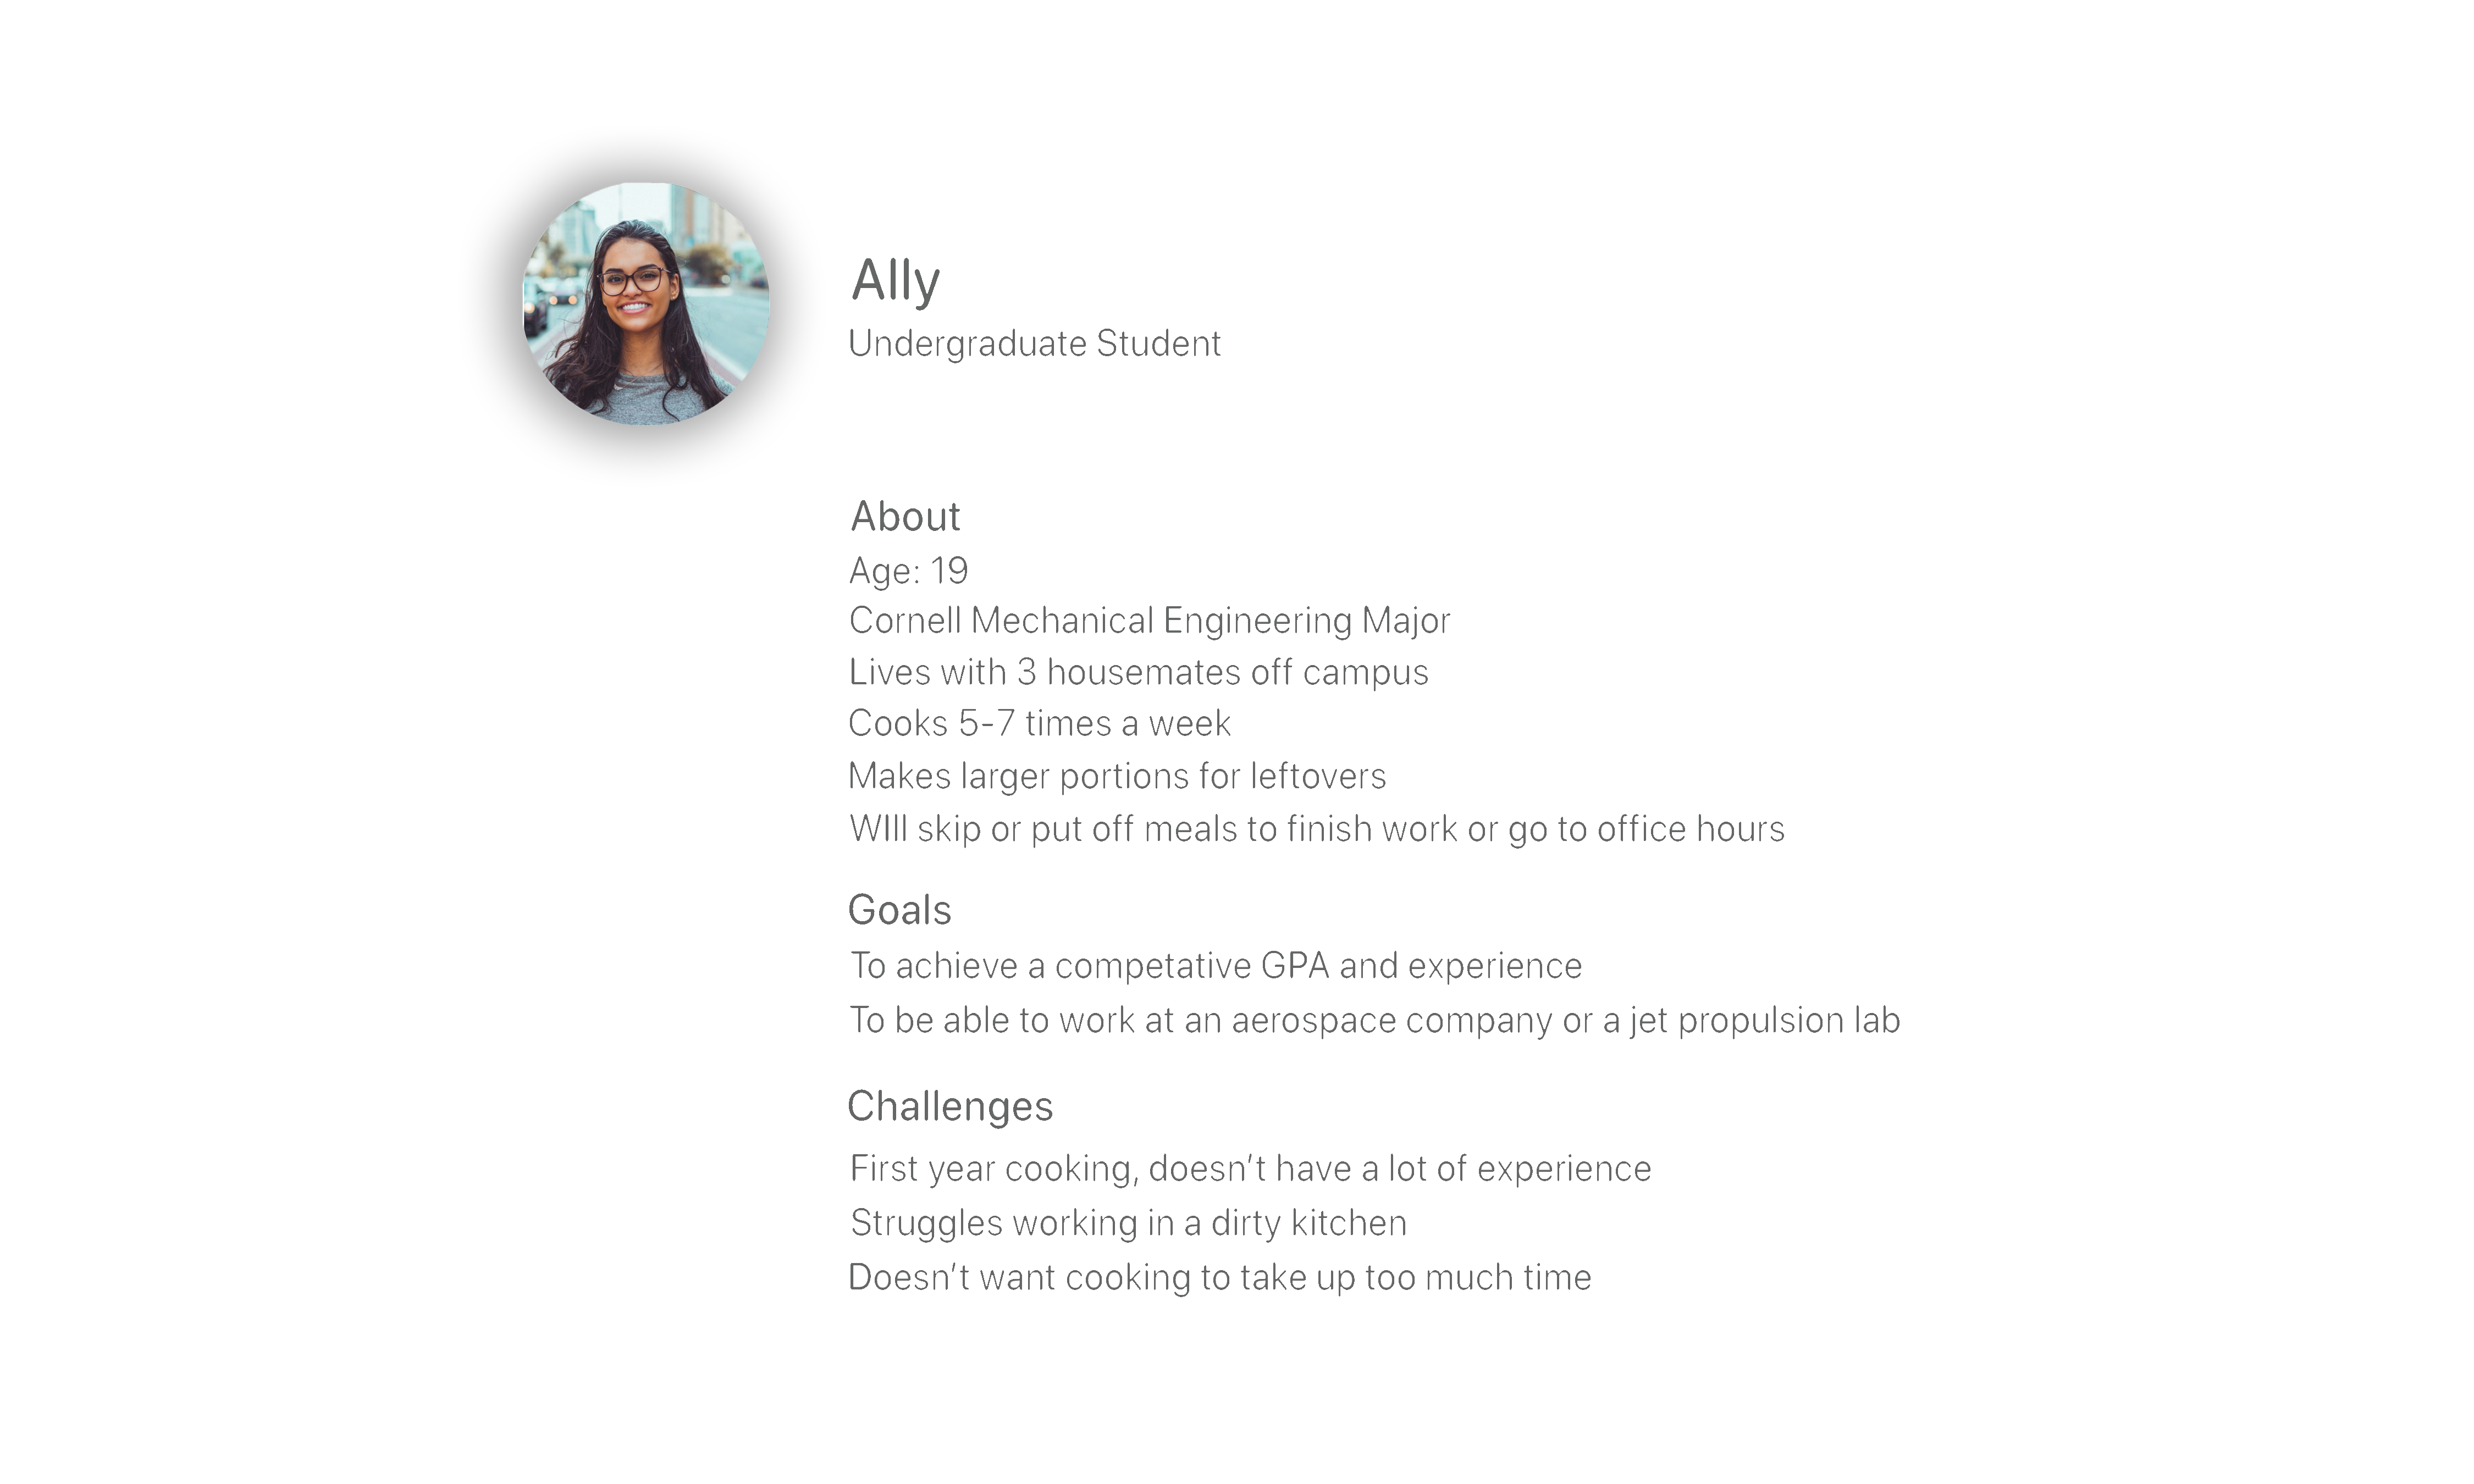 Ally
Undergraduate Student
About
Age: 19
Cornell Mechanical Engineering Major
Lives with 3 housemates off campus
Cooks 5-7 times a week
Makes larger portions for leftovers
WIll skip or put off meals to finish work or go to office hours
Goals
To achieve a competative GPA and experience
To be able to work at an aerospace company or a jet propulsion lab
Challenges
First year cooking, doesn’t have a lot of experience
Struggles working in a dirty kitchen
Doesn’t want cooking to take up too much time